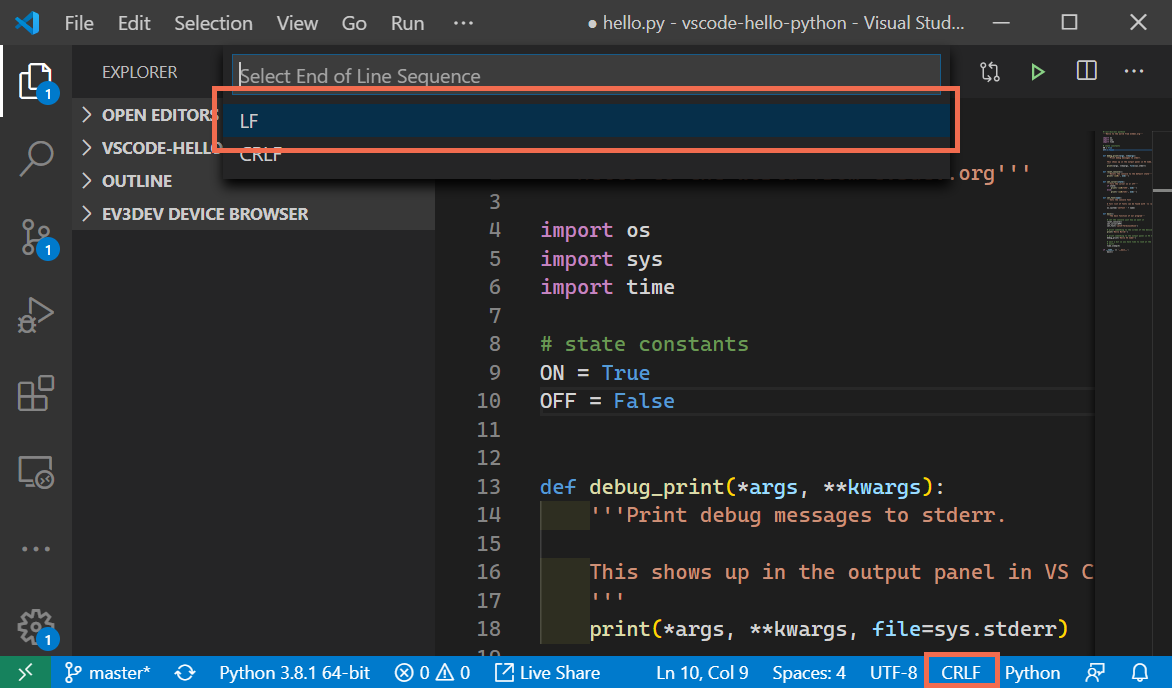 File Edit Selection View Go Run ··· ● hello.py - vscode-hello-python - Visual Stud...
EXPLORER
Select End of Line Sequence
LF
CRLF
OPEN EDITORS
VSCODE-HELLO
OUTLINE
EV3DEV DEVICE BROWSER
.org'''
3
4 import os
5 import sys
6 import time
7
8 # state constants
9 ON = True
10 OFF = False
11
12
13 def debug_print(*args, **kwargs):
14 '''Print debug messages to stderr.
15
16 This shows up in the output panel in VS C
17 '''
18 print(*args, **kwargs, file=sys.stderr)
19
1
1
1
master* Python 3.8.1 64-bit 0 0 Live Share Ln 10, Col 9 Spaces: 4 UTF-8 CRLF Python